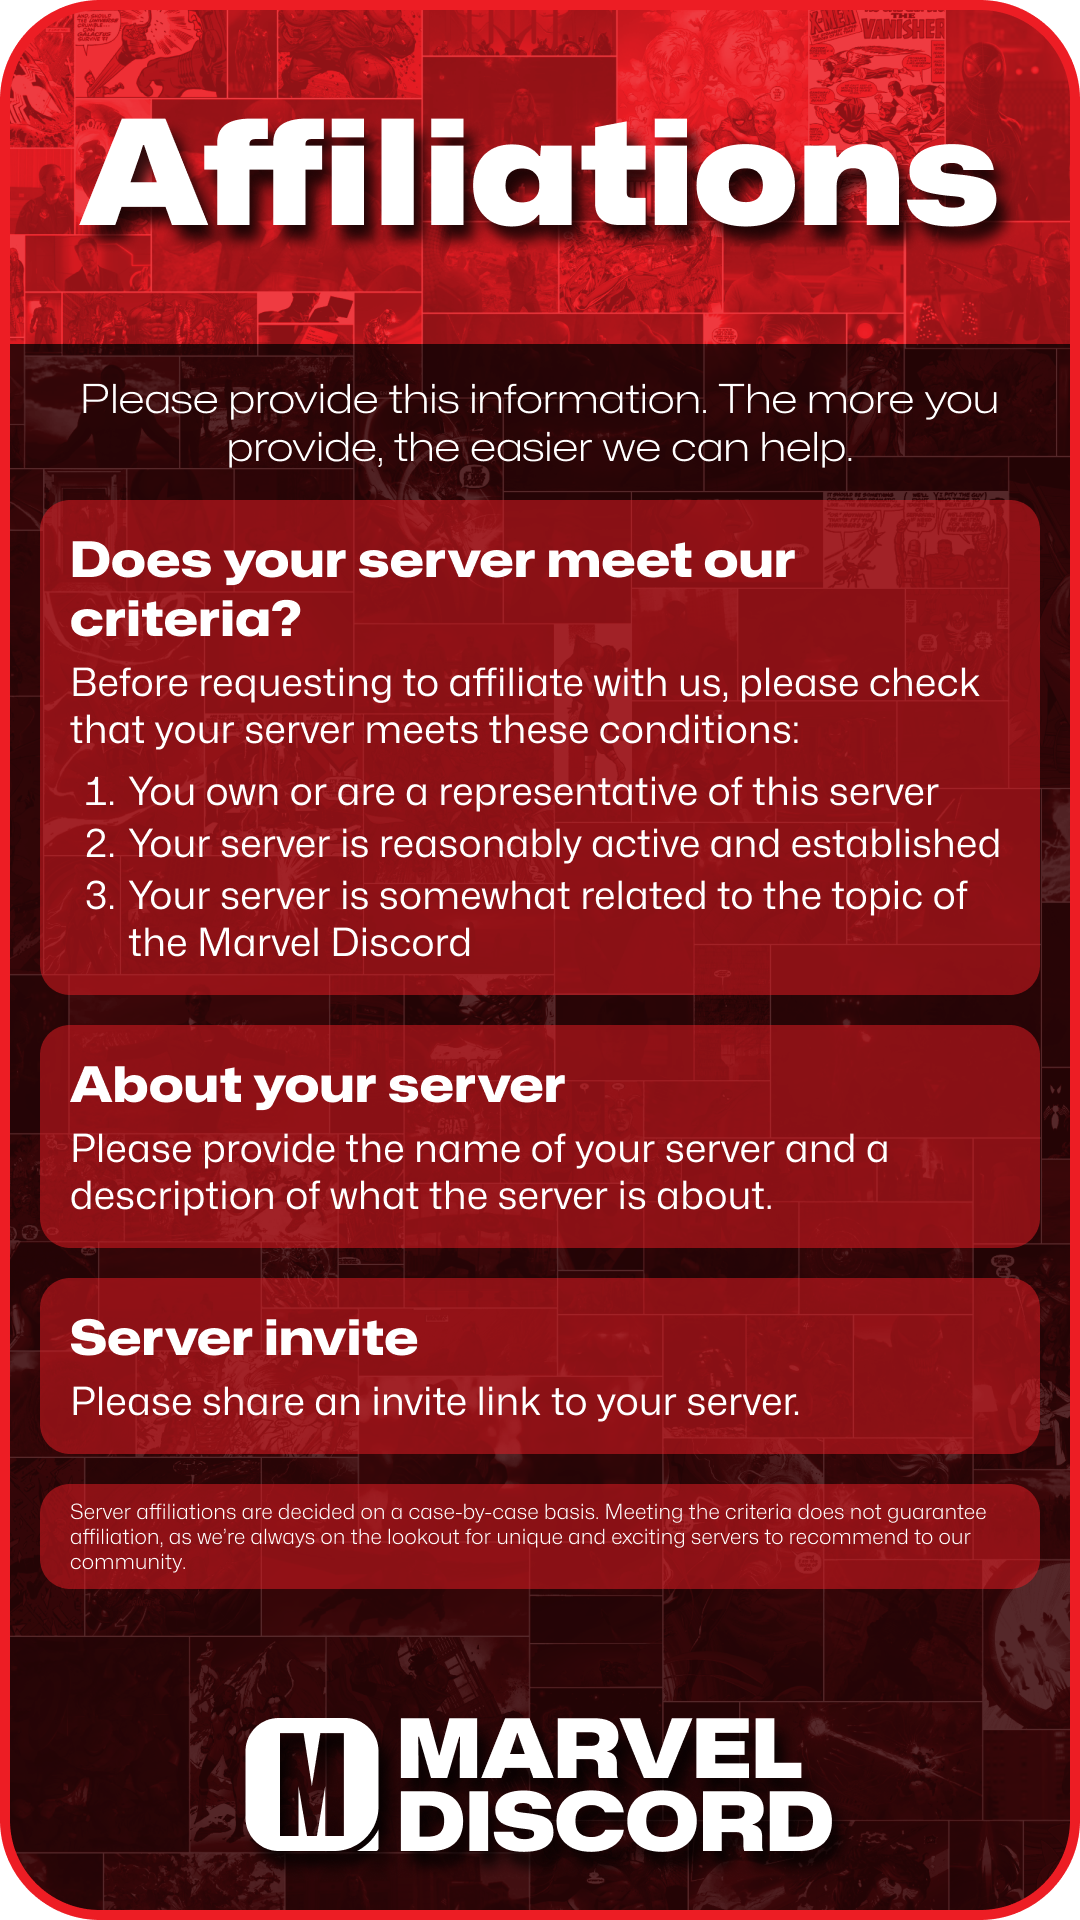 X-MEN
THE
VANISHER
Affiliations
Please provide this information. The more you
provide, the easier we can help.
Does your server meet our
criteria?
Before requesting to affiliate with us, please check
that your server meets these conditions:
1. You own or are a representative of this server
2. Your server is reasonably active and established
3. Your server is somewhat related to the topic of
the Marvel Discord
About your server
Please provide the name of your server and a
description of what the server is about.
Server invite
Please share an invite link to your server.
Server affiliations are decided on a case-by-case basis. Meeting the criteria does not guarantee
affiliation, as we’re always on the lookout for unique and exciting servers to recommend to our
community.
M
MARVEL
DISCORD